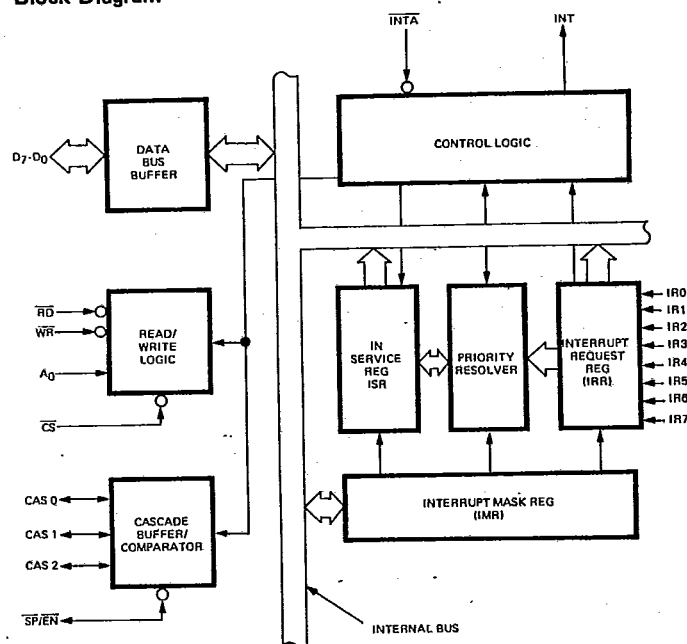 Block Diagram
INTA
INT
CONTROL LOGIC
D7-D0
DATA
BUS
BUFFER
RD
WR
A0
CS
READ/
WRITE
LOGIC
IN
SERVICE
REG
ISR
PRIORITY
RESOLVER
INTERRUPT
REQUEST
REG
(IRR)
IR0
IR1
IR2
IR3
IR4
IR5
IR6
IR7
INTERRUPT MASK REG
(IMR)
CAS 0
CAS 1
CAS 2
SP/EN
CASCADE
BUFFER/
COMPARATOR
INTERNAL BUS